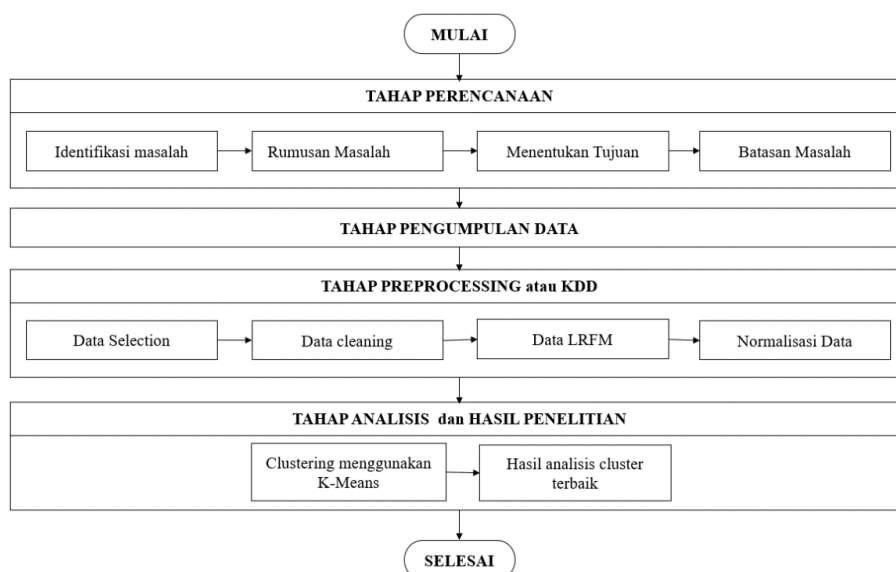 MULAI
TAHAP PERENCANAAN
Identifikasi masalah
Rumusan Masalah
Menentukan Tujuan
Batasan Masalah
TAHAP PENGUMPULAN DATA
TAHAP PREPROCESSING atau KDD
Data Selection
Data cleaning
Data LRFM
Normalisasi Data
TAHAP ANALISIS dan HASIL PENELITIAN
Clustering menggunakan
K-Means
Hasil analisis cluster
terbaik
SELESAI